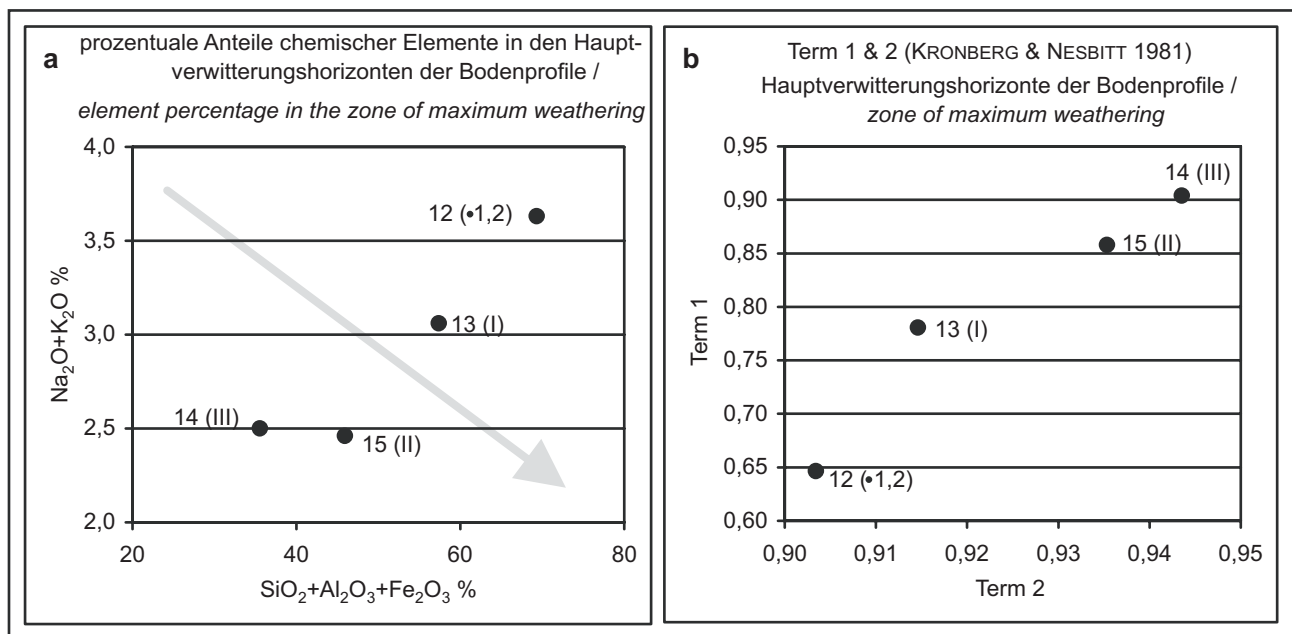 a
prozentuale Anteile chemischer Elemente in den Haupt-
verwitterungshorizonten der Bodenprofile /
element percentage in the zone of maximum weathering
4,0
3,5
3,0
2,5
2,0
Na₂O+K₂O %
12 (•1,2)
13 (I)
14 (III)
15 (II)
20
40
60
80
SiO₂+Al₂O₃+Fe₂O₃ %
b
Term 1 & 2 (KRONBERG & NESBITT 1981)
Hauptverwitterungshorizonte der Bodenprofile /
zone of maximum weathering
0,95
0,90
0,85
0,80
0,75
0,70
0,65
0,60
Term 1
14 (III)
15 (II)
13 (I)
12 (•1,2)
0,90
0,91
0,92
0,93
0,94
0,95
Term 2